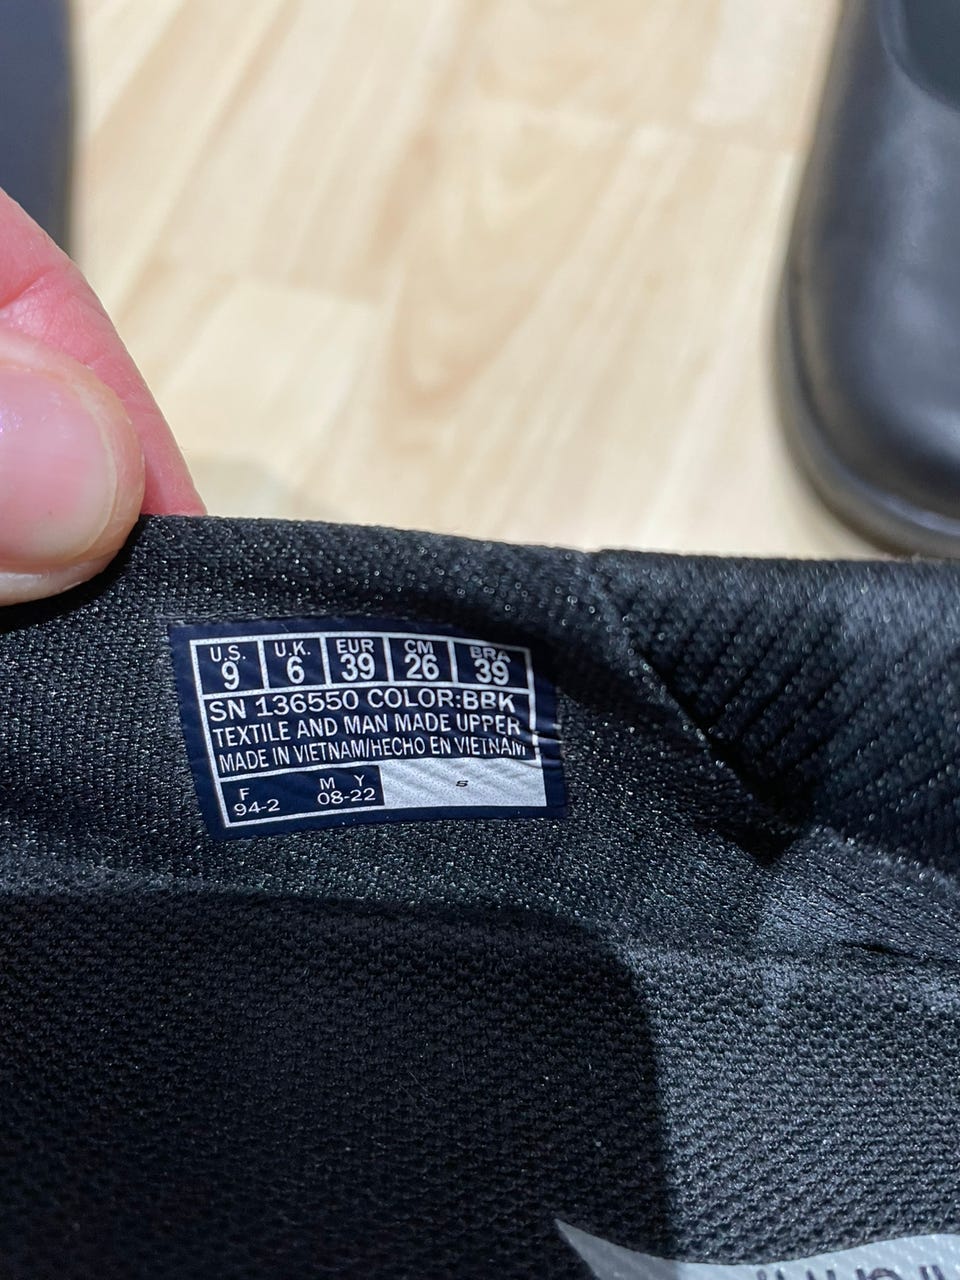 U.S. U.K. EUR CM BRA
9 6 39 26 39
SN 136550 COLOR:BBK
TEXTILE AND MAN MADE UPPER
MADE IN VIETNAM/HECHO EN VIETNAM
F M Y
94-2 08-22